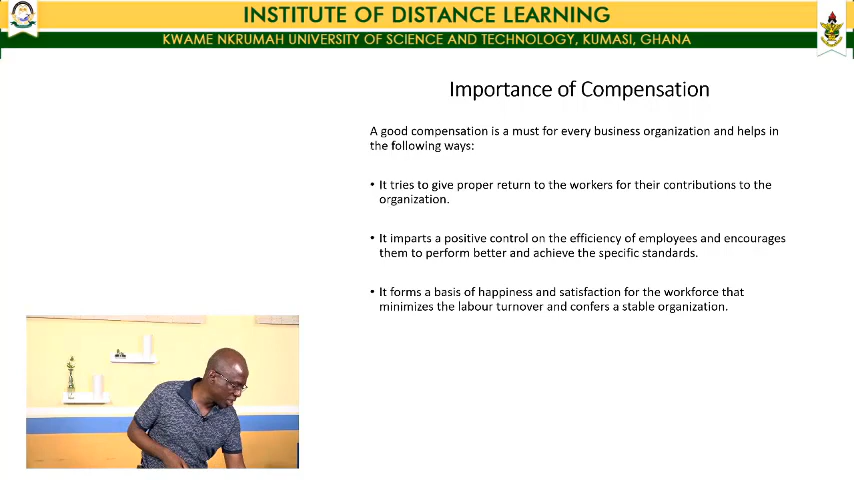 INSTITUTE OF DISTANCE LEARNING
KWAME NKRUMAH UNIVERSITY OF SCIENCE AND TECHNOLOGY, KUMASI, GHANA
Importance of Compensation
A good compensation is a must for every business organization and helps in
the following ways:
• It tries to give proper return to the workers for their contributions to the
organization.
• It imparts a positive control on the efficiency of employees and encourages
them to perform better and achieve the specific standards.
• It forms a basis of happiness and satisfaction for the workforce that
minimizes the labour turnover and confers a stable organization.